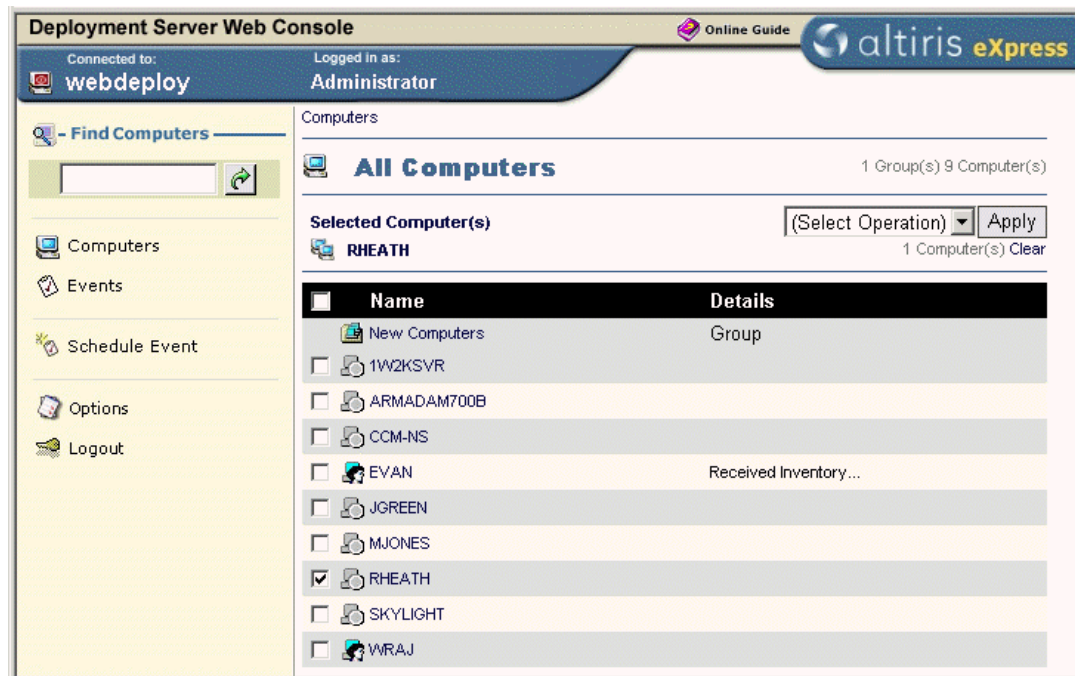 Deployment Server Web Console
Online Guide
altiris eXpress
Connected to:
webdeploy
Logged in as:
Administrator
Find Computers
Computers
Events
Schedule Event
Options
Logout
Computers
All Computers
1 Group(s) 9 Computer(s)
Selected Computer(s)
RHEATH
(Select Operation)
Apply
1 Computer(s) Clear
Name Details
New Computers Group
1W2KSVR
ARMADAM700B
CCM-NS
EVAN Received Inventory...
JGREEN
MJONES
RHEATH
SKYLIGHT
WRAJ